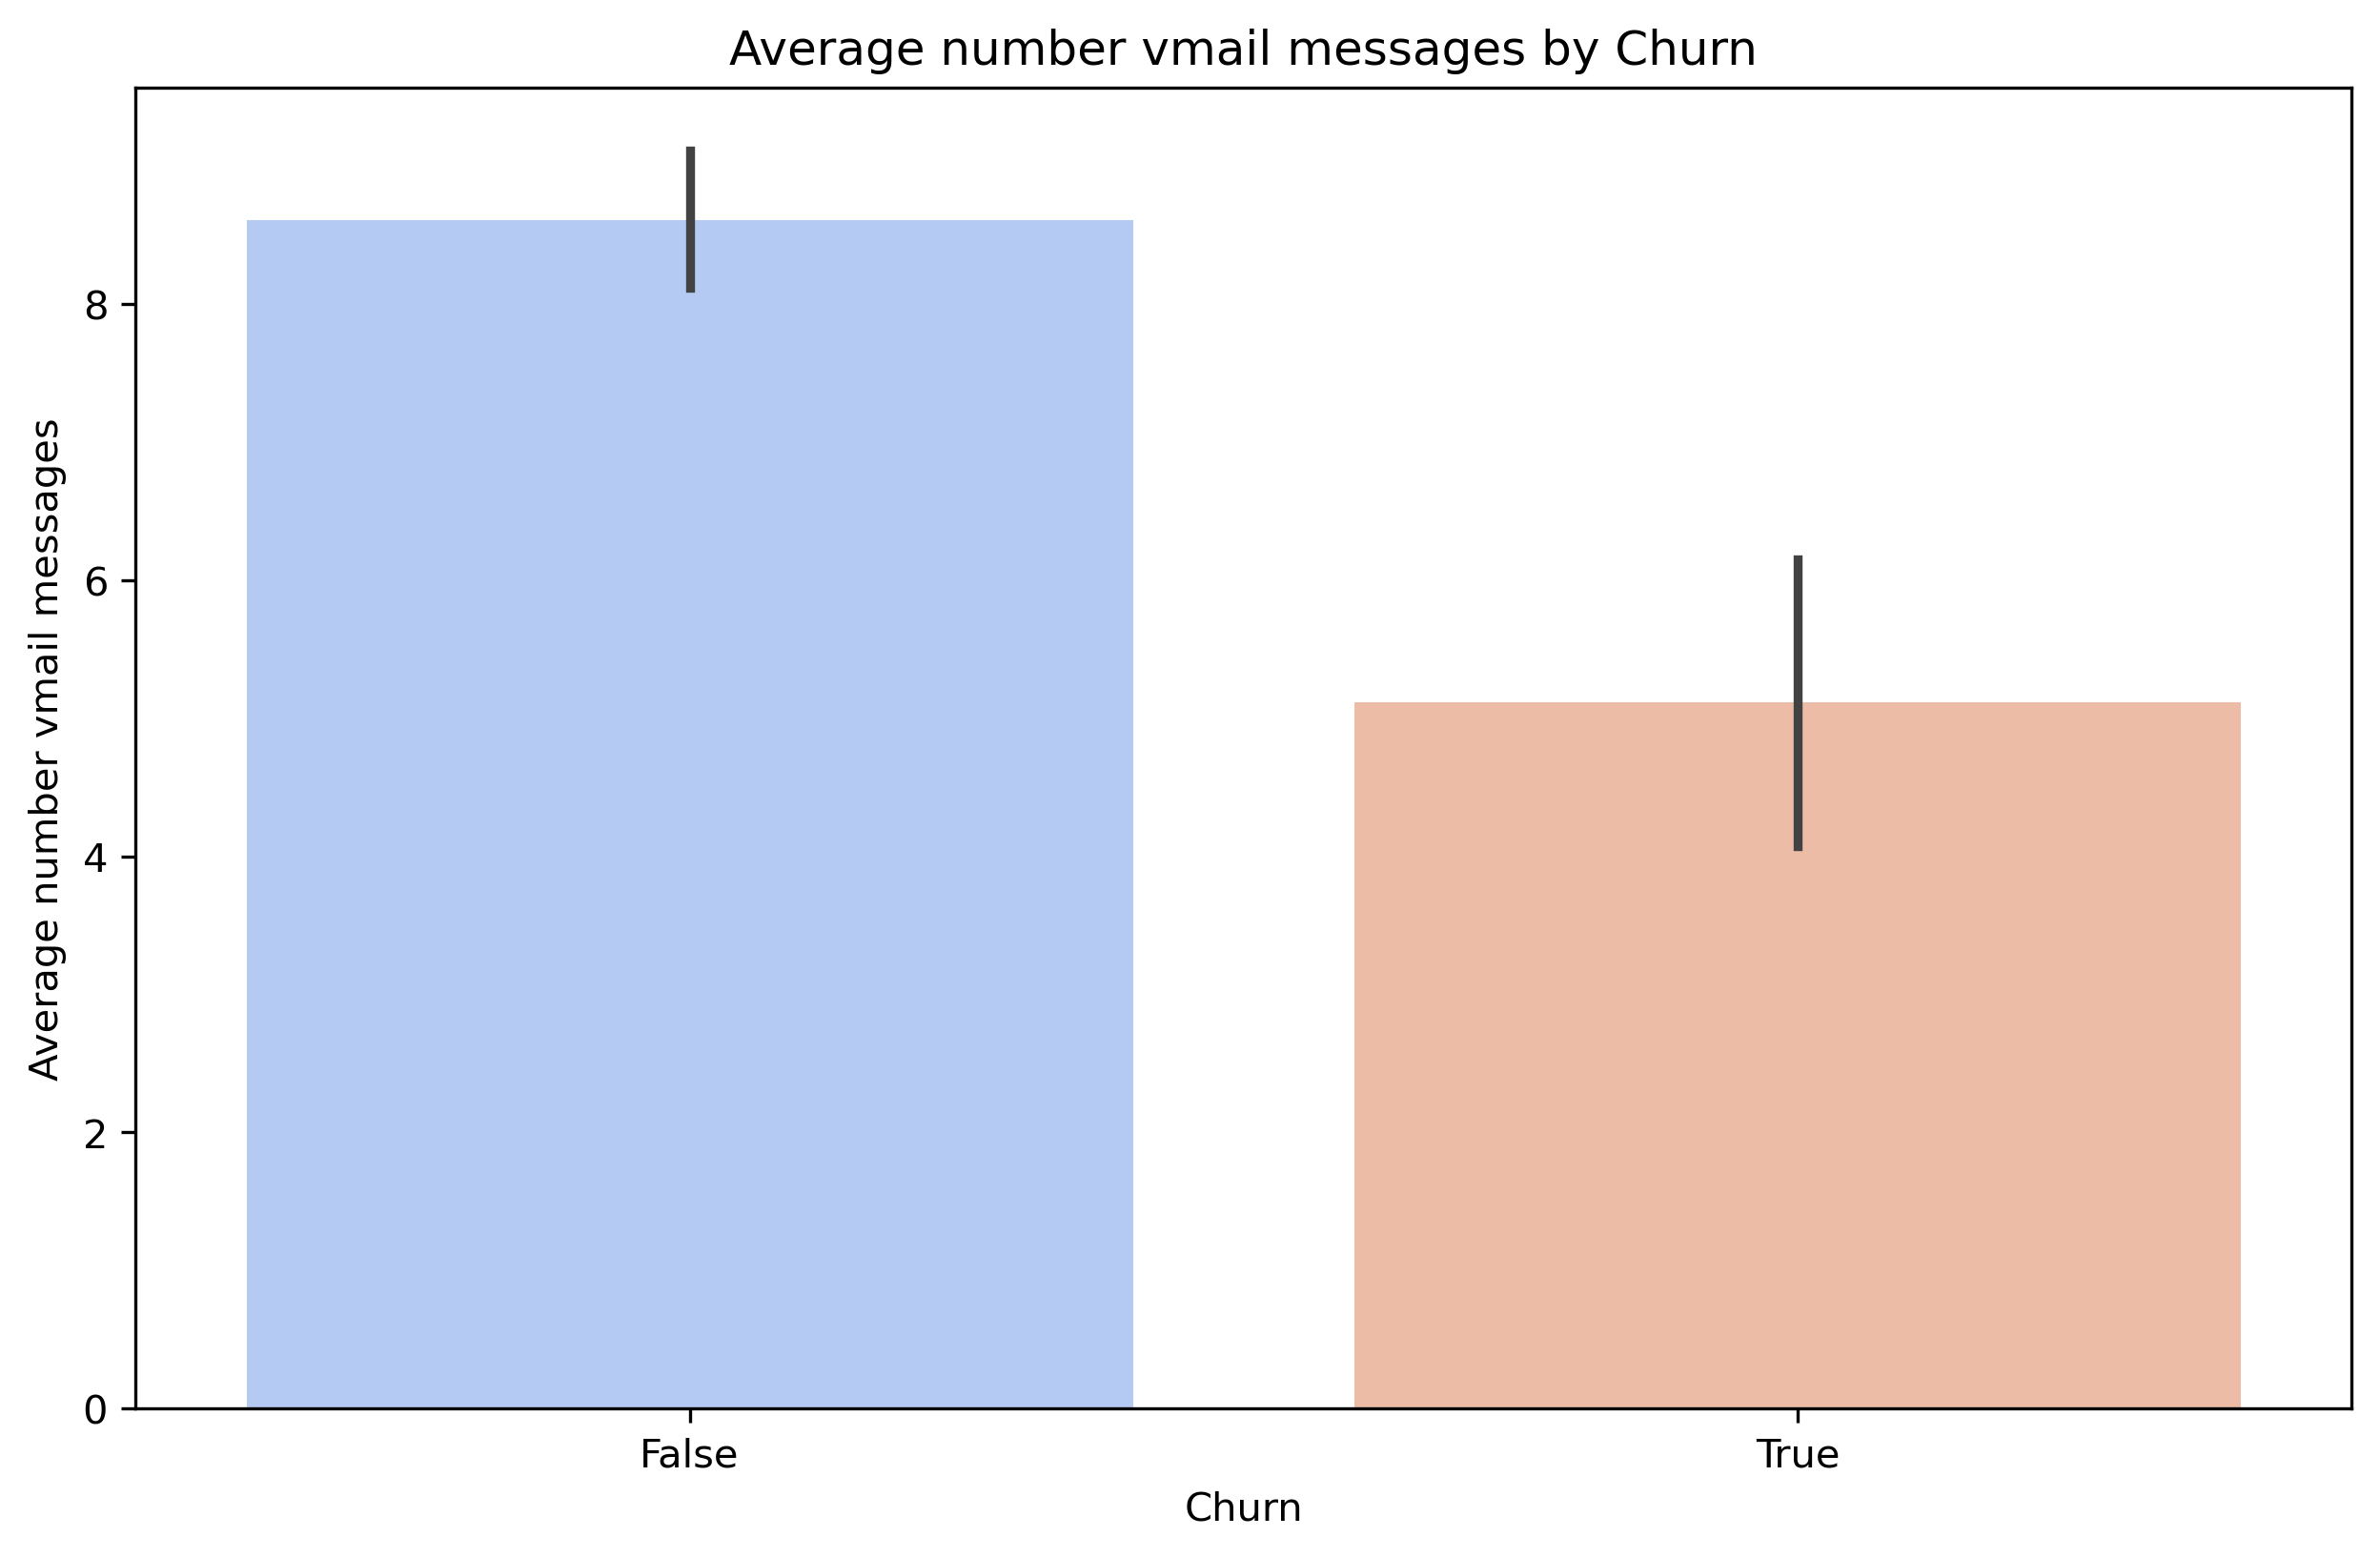 Average number vmail messages by Churn
Average number vmail messages
8
6
4
2
0
False
True
Churn